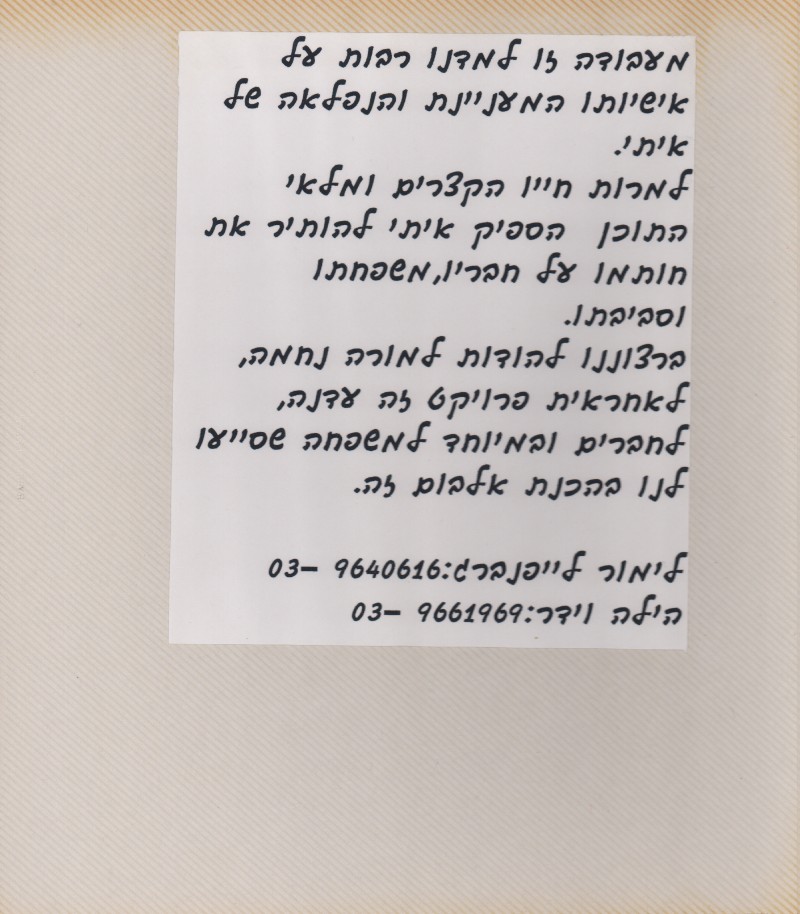 מעבודה זו למדנו רבות על
אישיותו המעניינת והנפלאה של
איתי.
למרות חייו הקצרים ומלאי
התוכן הספיק איתי להותיר את
חותמו על חבריו,משפחתו
וסביבתו.
ברצוננו להודות למורה נחמה,
לאחראית פרויקט זה עדנה,
לחברים ובמיוחד למשפחה שסייעו
לנו בהכנת אלבום זה.
לימור לייפנברג:9640616 –03
הילה וידר:9661969 –03